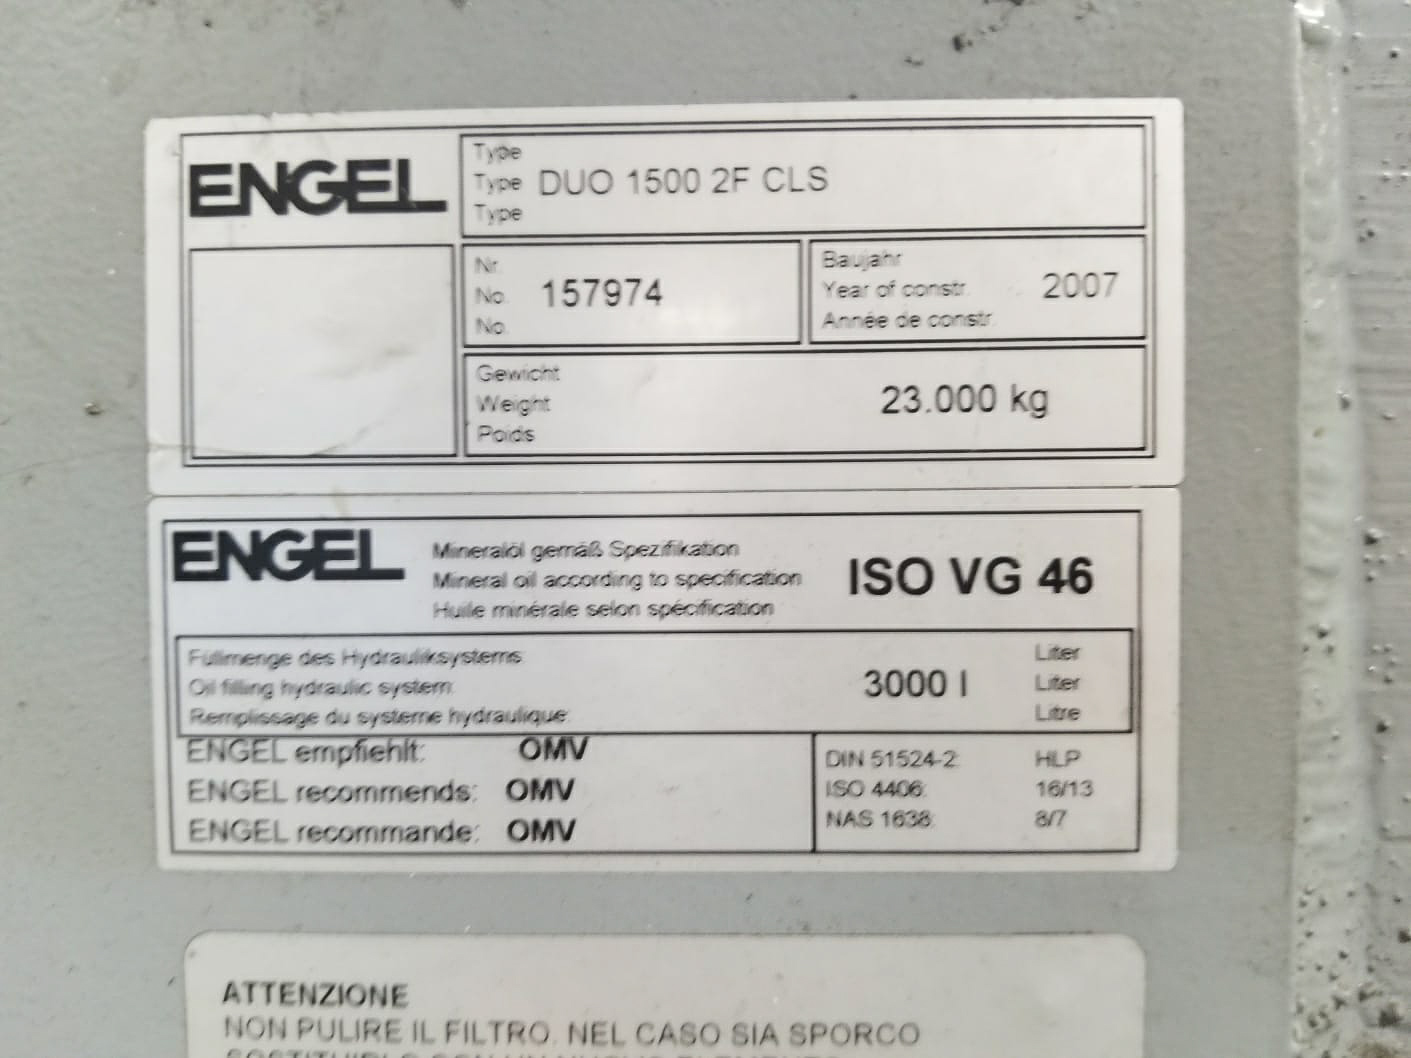 ENGEL
Type
Type DUO 1500 2F CLS
Type
Nr.
No. 157974
No.
Baujahr
Year of constr. 2007
Année de constr.
Gewicht
Weight 23.000 kg
Poids
ENGEL
Mineralöl gemäß Spezifikation
Mineral oil according to specification ISO VG 46
Huile minérale selon spécification
Füllmenge des Hydrauliksystems: Liter
Oil filling hydraulic system: 3000 l Liter
Remplissage du systeme hydraulique: Litre
ENGEL empfiehlt: OMV
ENGEL recommends: OMV
ENGEL recommande: OMV
DIN 51524-2: HLP
ISO 4406: 16/13
NAS 1638: 8/7
ATTENZIONE
NON PULIRE IL FILTRO. NEL CASO SIA SPORCO